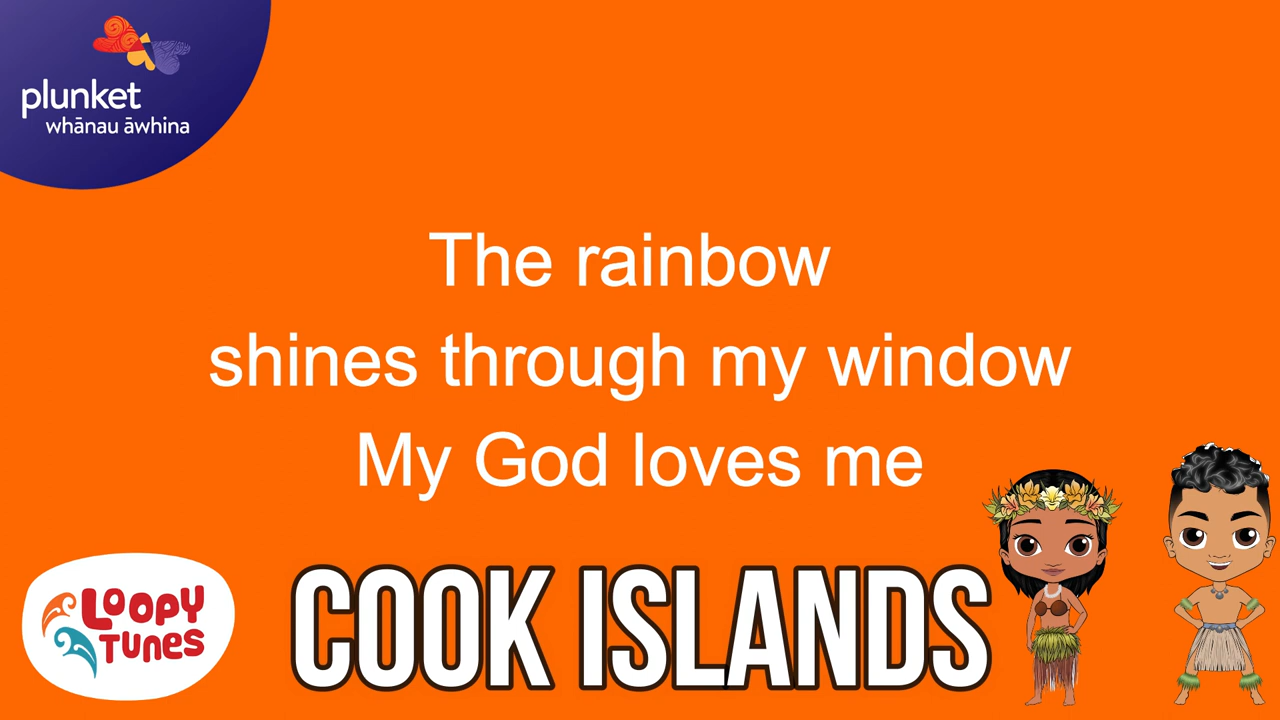 plunket
whānau āwhina
The rainbow
shines through my window
My God loves me
LOOPY
TUNES
COOK ISLANDS